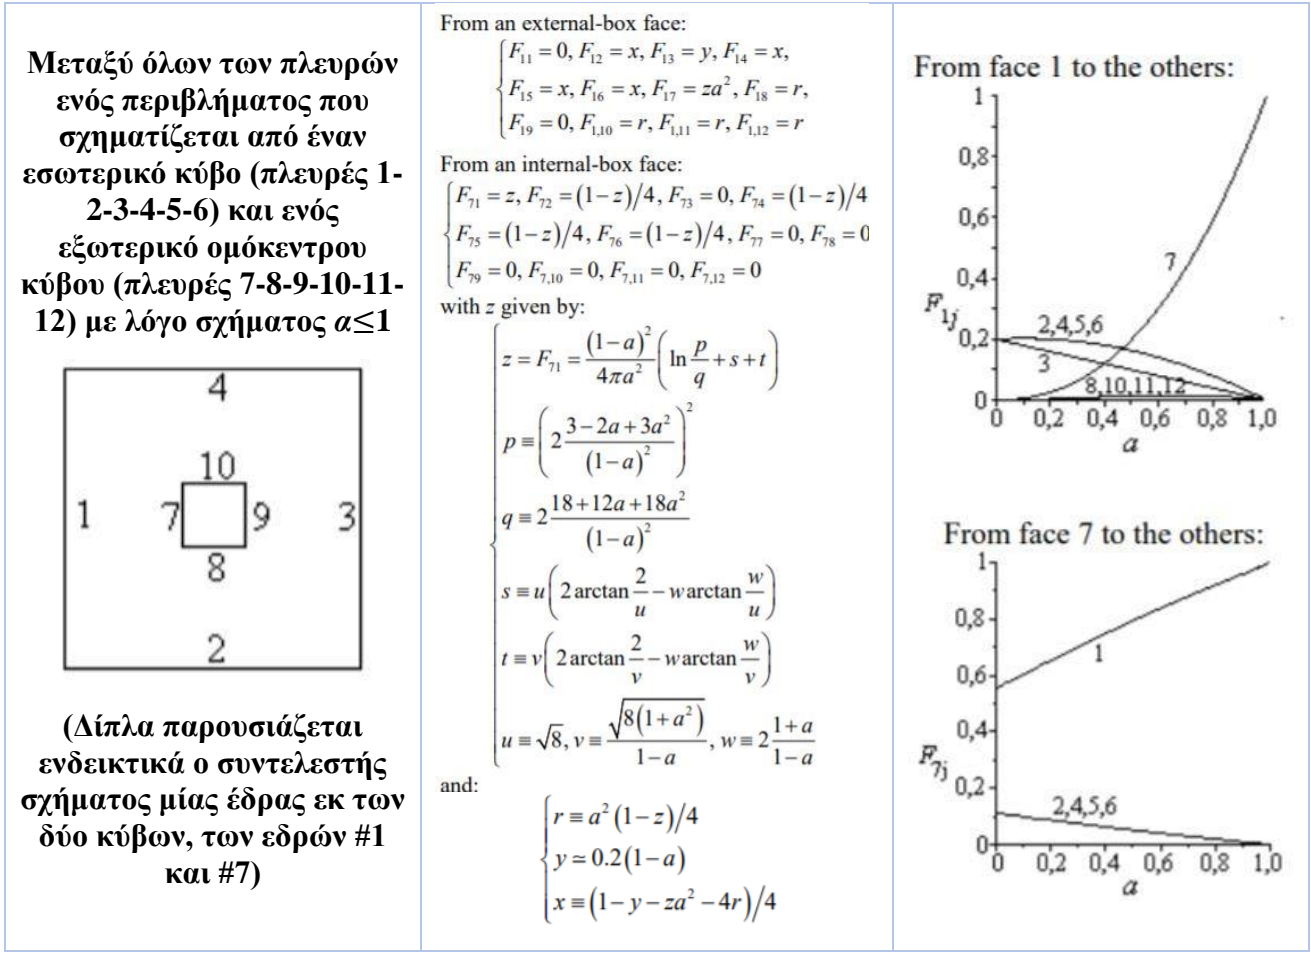 Μεταξύ όλων των πλευρών
ενός περιβλήματος που
σχηματίζεται από έναν
εσωτερικό κύβο (πλευρές 1-
2-3-4-5-6) και ενός
εξωτερικό ομόκεντρου
κύβου (πλευρές 7-8-9-10-11-
12) με λόγο σχήματος α≤1
4
10
1 7 9 3
8
2
(Δίπλα παρουσιάζεται
ενδεικτικά ο συντελεστής
σχήματος μίας έδρας εκ των
δύο κύβων, των εδρών #1
και #7)
From an external-box face:
F₁₁ = 0, F₁₂ = x, F₁₃ = y, F₁₄ = x,
F₁₅ = x, F₁₆ = x, F₁₇ = za², F₁₈ = r,
F₁₉ = 0, F₁,₁₀ = r, F₁,₁₁ = r, F₁,₁₂ = r
From an internal-box face:
F₇₁ = z, F₇₂ = (1−z)/4, F₇₃ = 0, F₇₄ = (1−z)/4
F₇₅ = (1−z)/4, F₇₆ = (1−z)/4, F₇₇ = 0, F₇₈ = 0
F₇₉ = 0, F₇,₁₀ = 0, F₇,₁₁ = 0, F₇,₁₂ = 0
with z given by:
z = F₇₁ = (1−a)²/4πa² (ln p/q + s + t)
p ≡ (2 3−2a+3a²/(1−a)²)²
q ≡ 2 18+12a+18a²/(1−a)²
s ≡ u(2 arctan 2/u − w arctan w/u)
t ≡ v(2 arctan 2/v − w arctan w/v)
u ≡ √8, v ≡ √8(1+a²)/1−a, w ≡ 2 1+a/1−a
and:
r ≡ a²(1−z)/4
y ≃ 0.2(1−a)
x ≡ (1−y−za²−4r)/4
From face 1 to the others:
1
0,8
0,6
0,4
7
F₁j
2,4,5,6
0,2
3
8,10,11,12
0
0 0,2 0,4 0,6 0,8 1,0
a
From face 7 to the others:
1
0,8
1
0,6
0,4
F₇j
0,2
2,4,5,6
0
0 0,2 0,4 0,6 0,8 1,0
a